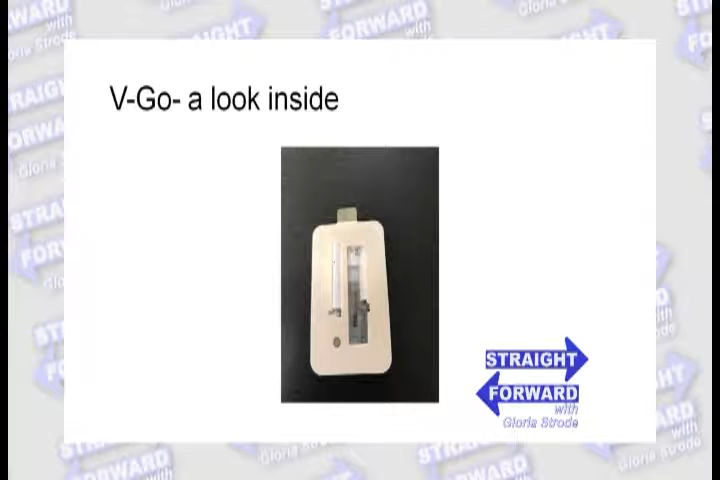 V-Go- a look inside
STRAIGHT
FORWARD
with
Gloria Strode